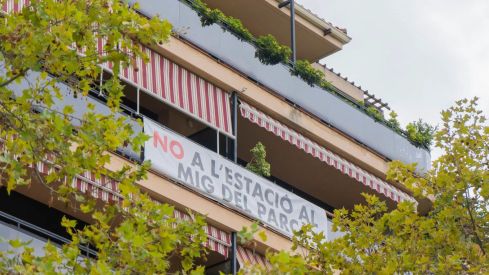 NO A L'ESTACIÓ AL
MIG DEL PARC